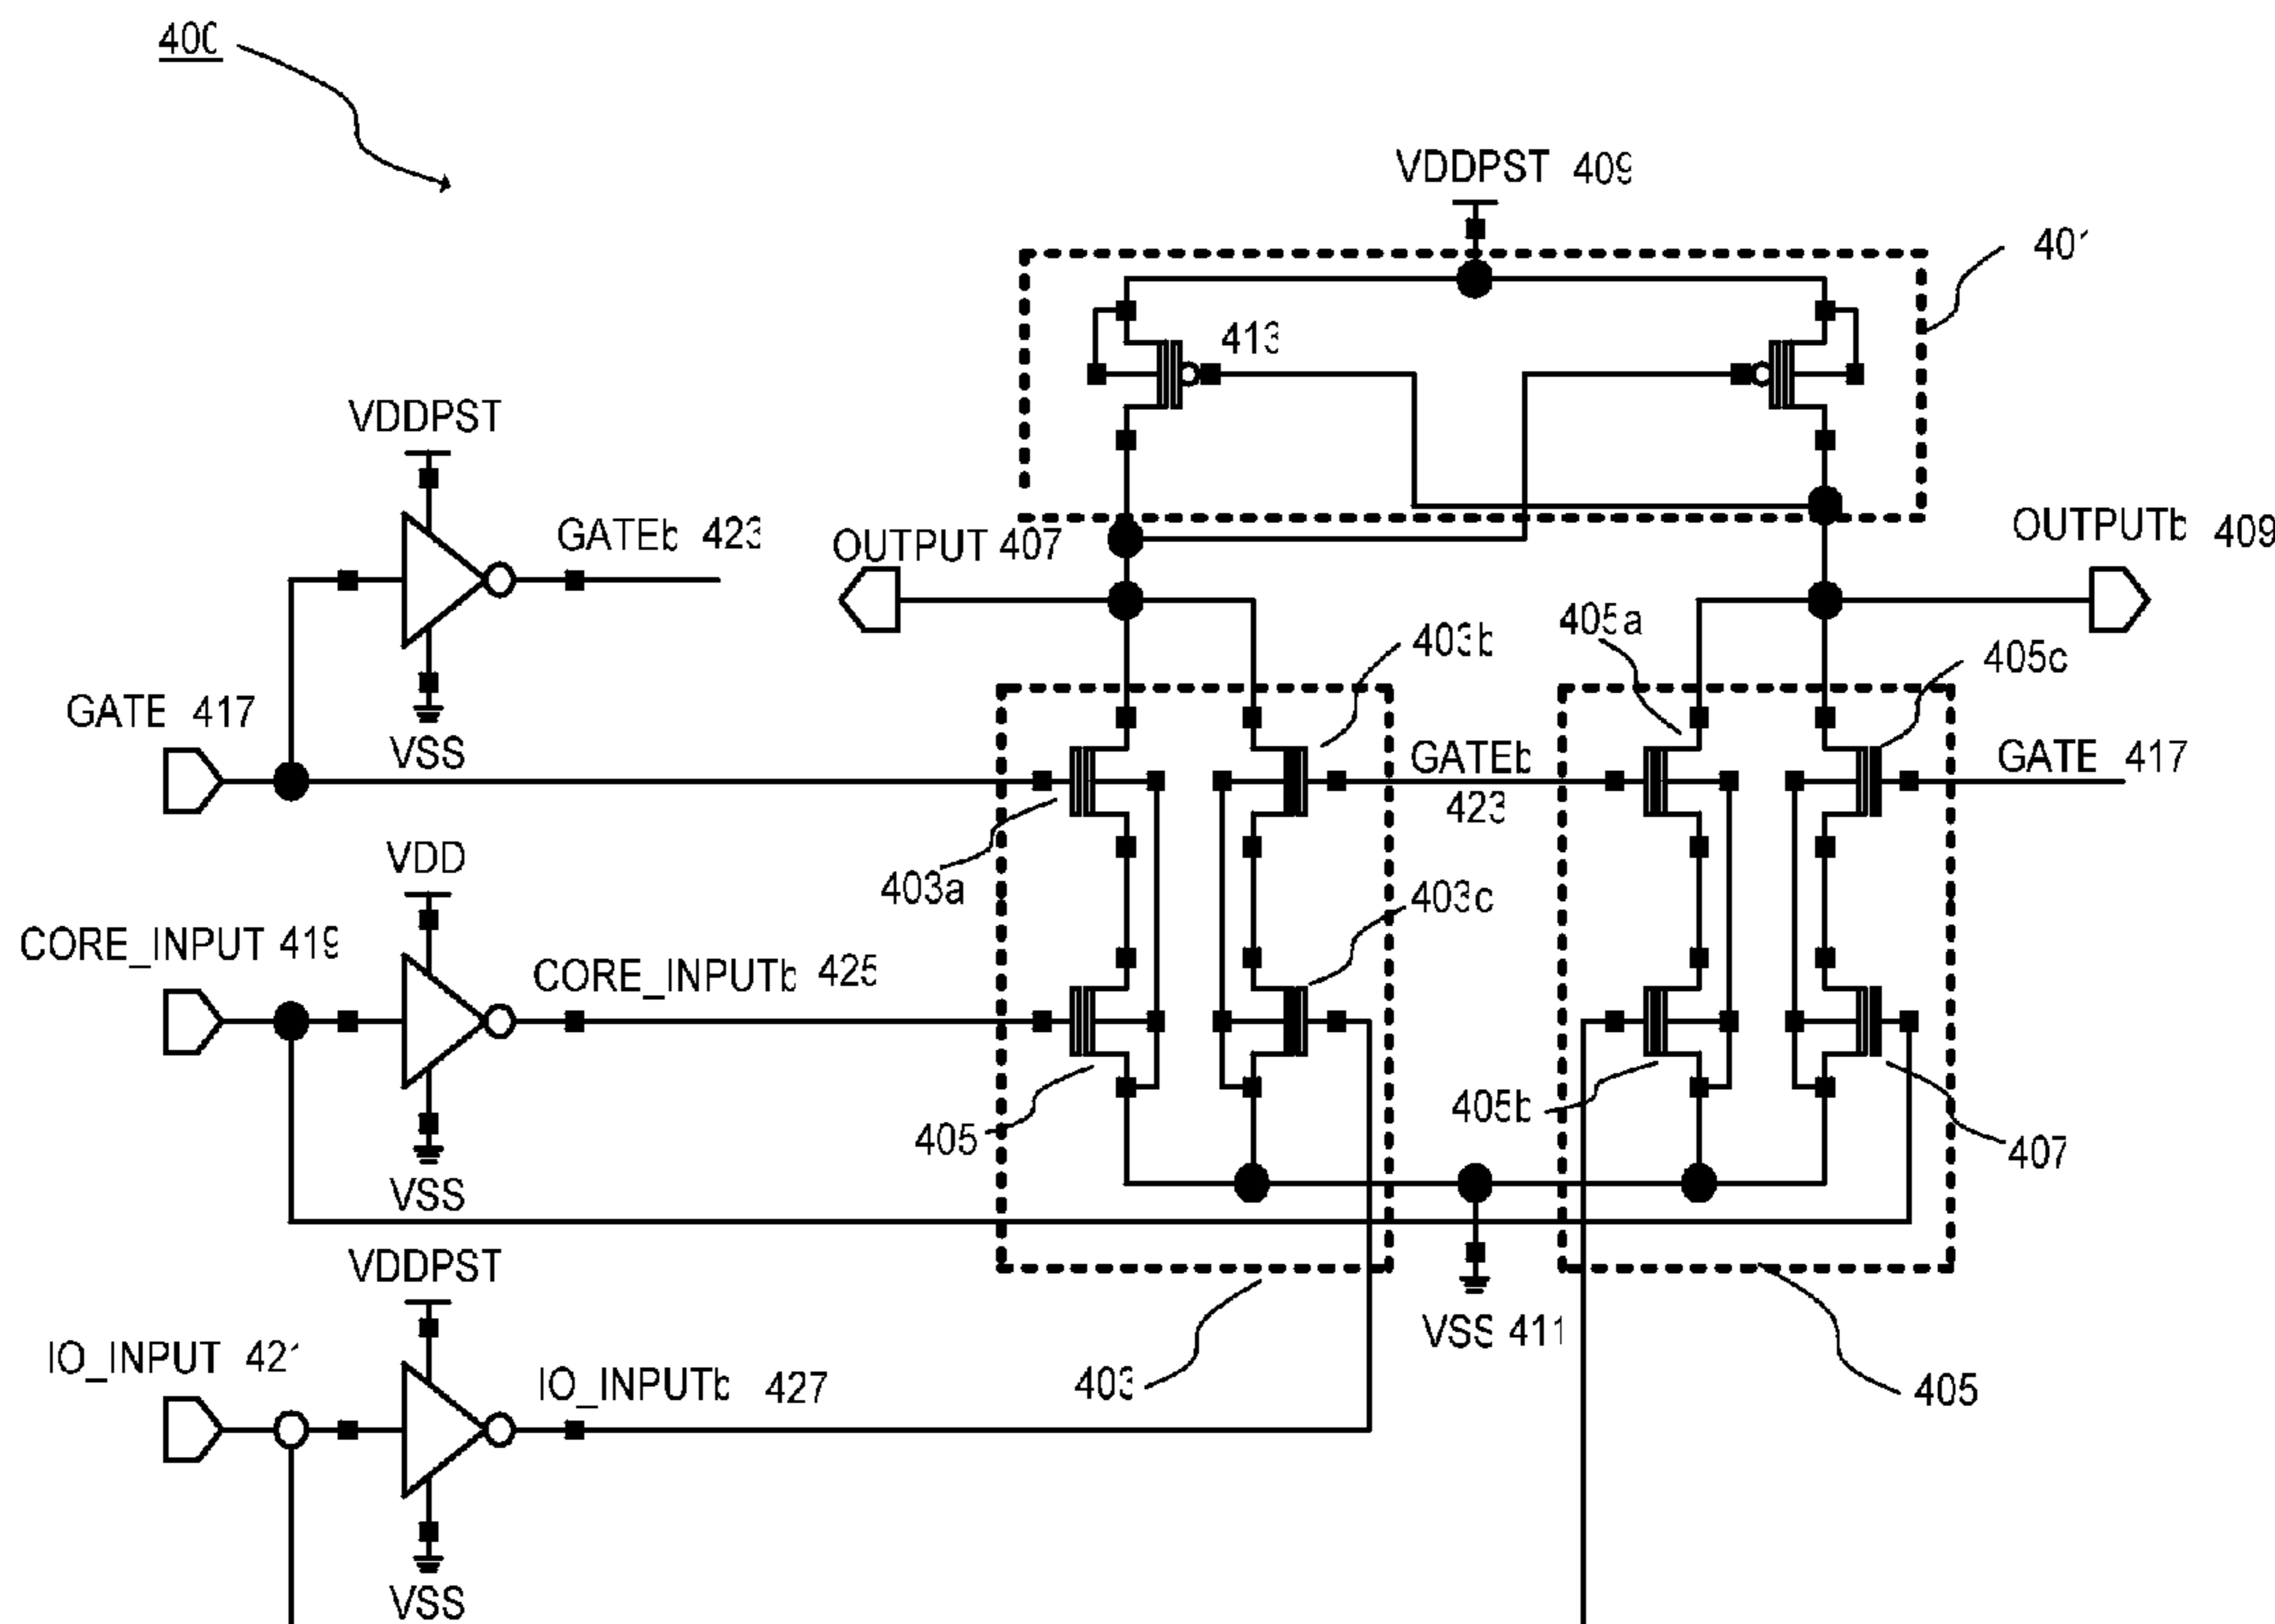 400
VDDPST 409
401
413
VDDPST
GATEb 423
OUTPUT 407
OUTPUTb 409
403b
405a
405c
GATE 417
VSS
GATEb
423
GATE 417
403a
VDD
403c
CORE_INPUT 419
CORE_INPUTb 425
405
405b
407
VSS
VDDPST
VSS 411
IO_INPUT 421
IO_INPUTb 427
403
405
VSS